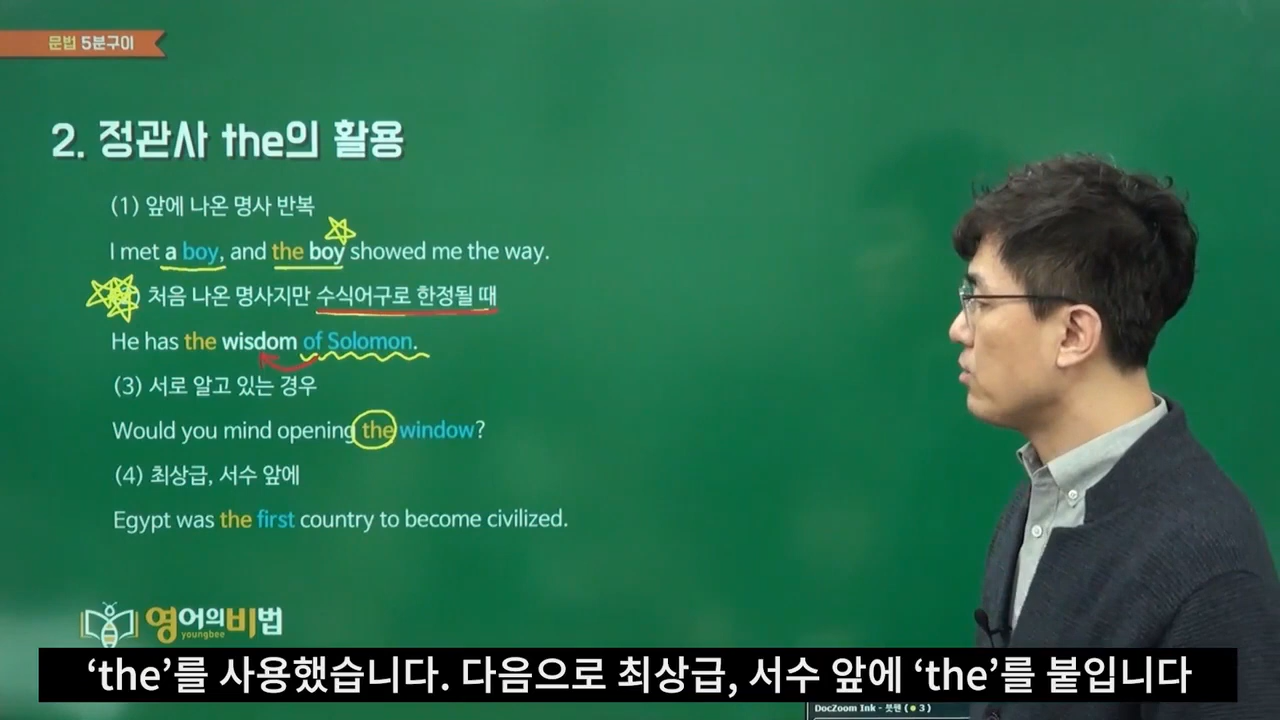 문법 5분구이
2. 정관사 the의 활용
(1) 앞에 나온 명사 반복
I met a boy, and the boy showed me the way.
처음 나온 명사지만 수식어구로 한정될 때
He has the wisdom of Solomon.
(3) 서로 알고 있는 경우
Would you mind opening the window?
(4) 최상급, 서수 앞에
Egypt was the first country to become civilized.
영어의비법
youngbee
‘the’를 사용했습니다. 다음으로 최상급, 서수 앞에 ‘the’를 붙입니다
DocZoom Ink - 붓펜 ( 3 )